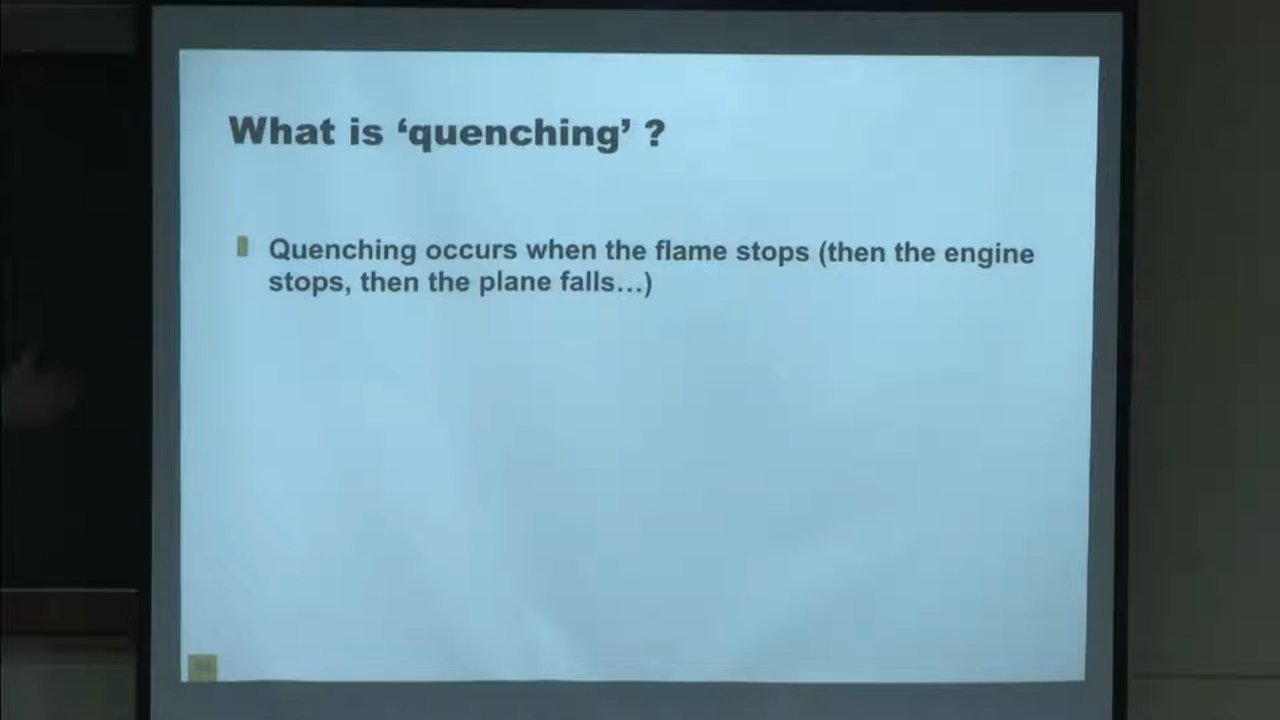 What is ‘quenching’ ?
Quenching occurs when the flame stops (then the engine
stops, then the plane falls…)